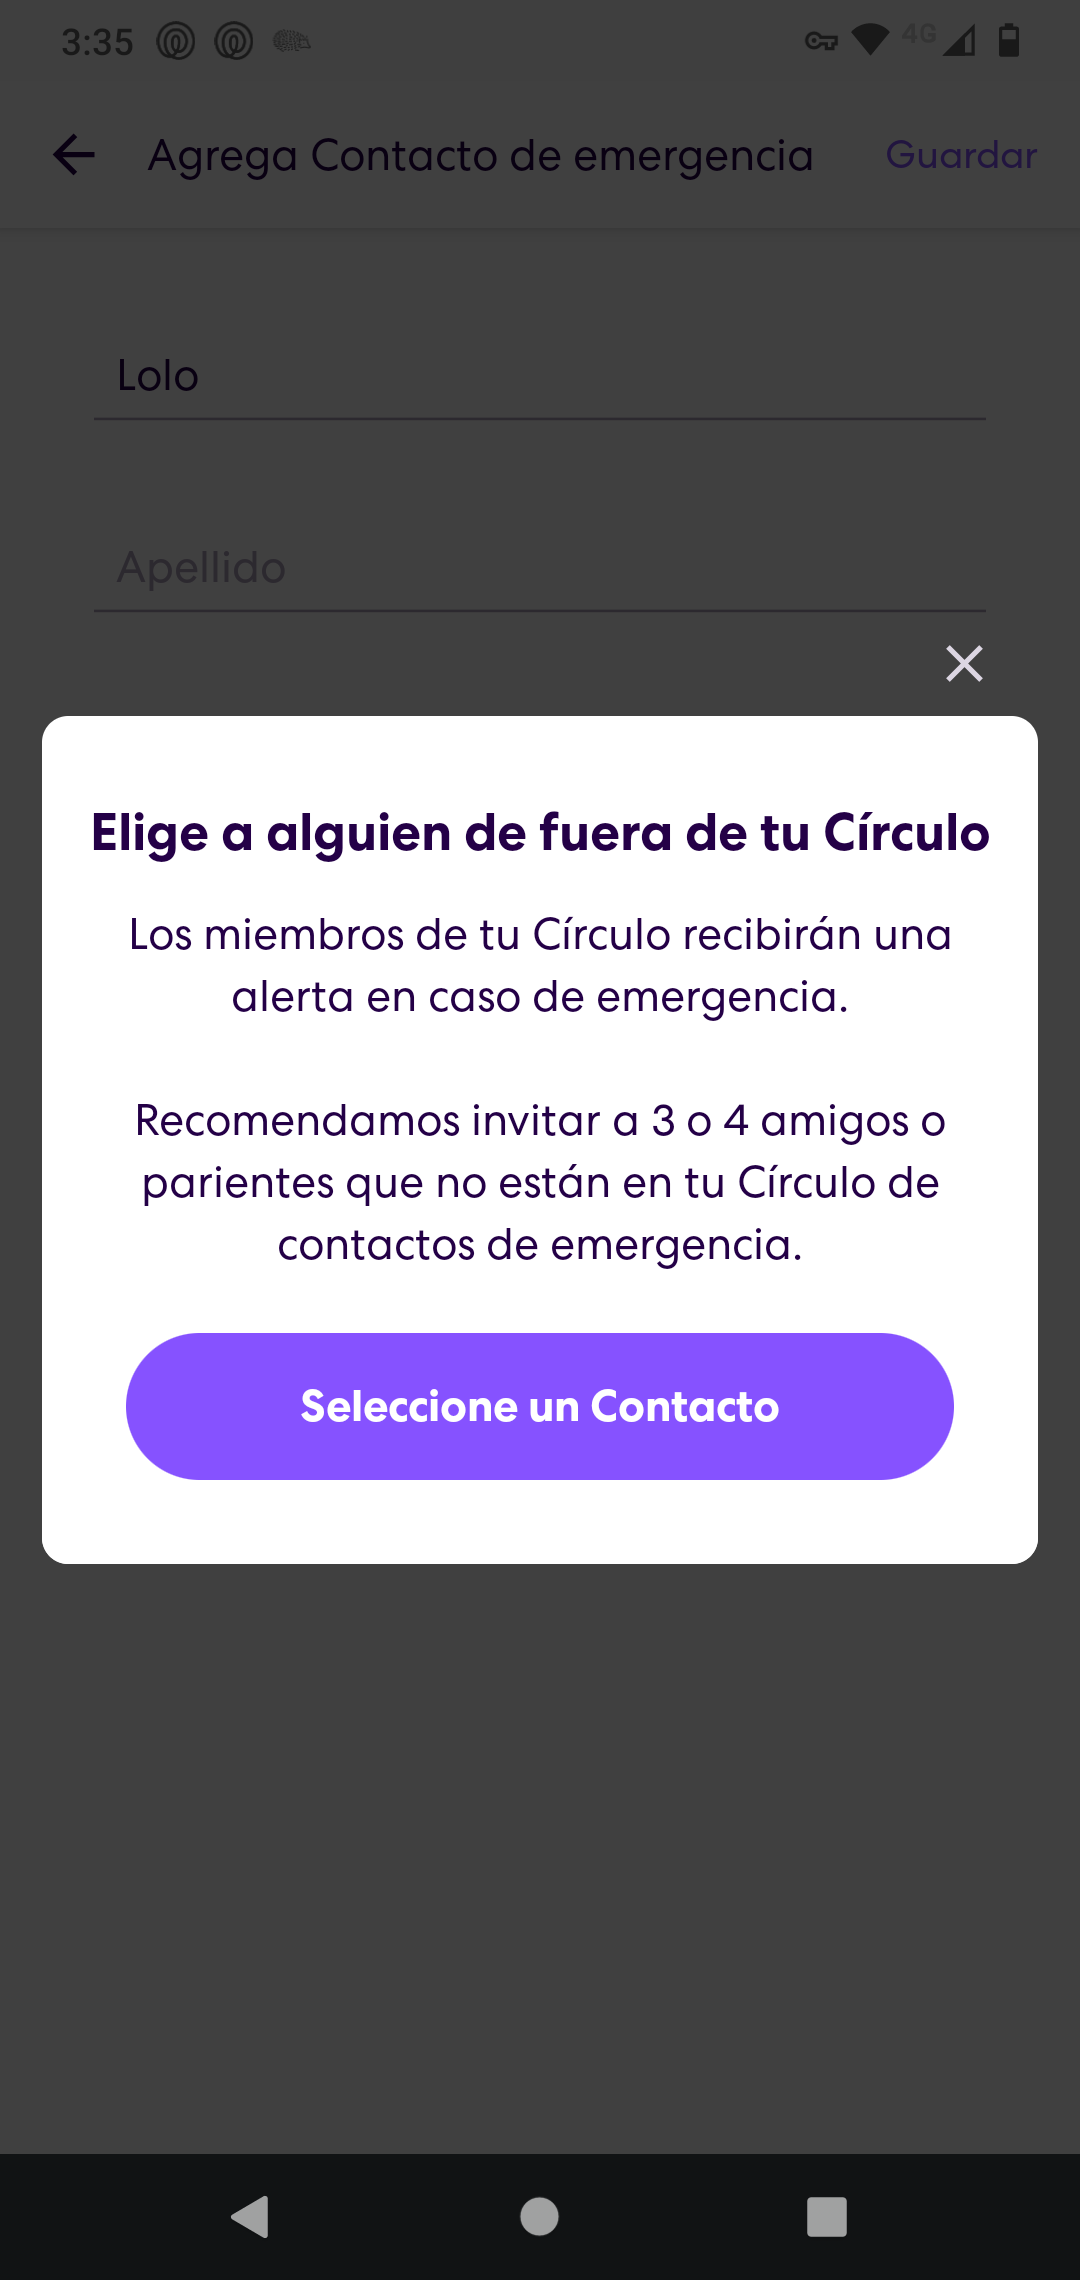 3:35
4G
Agrega Contacto de emergencia
Guardar
Lolo
Apellido
Elige a alguien de fuera de tu Círculo
Los miembros de tu Círculo recibirán una
alerta en caso de emergencia.
Recomendamos invitar a 3 o 4 amigos o
parientes que no están en tu Círculo de
contactos de emergencia.
Seleccione un Contacto